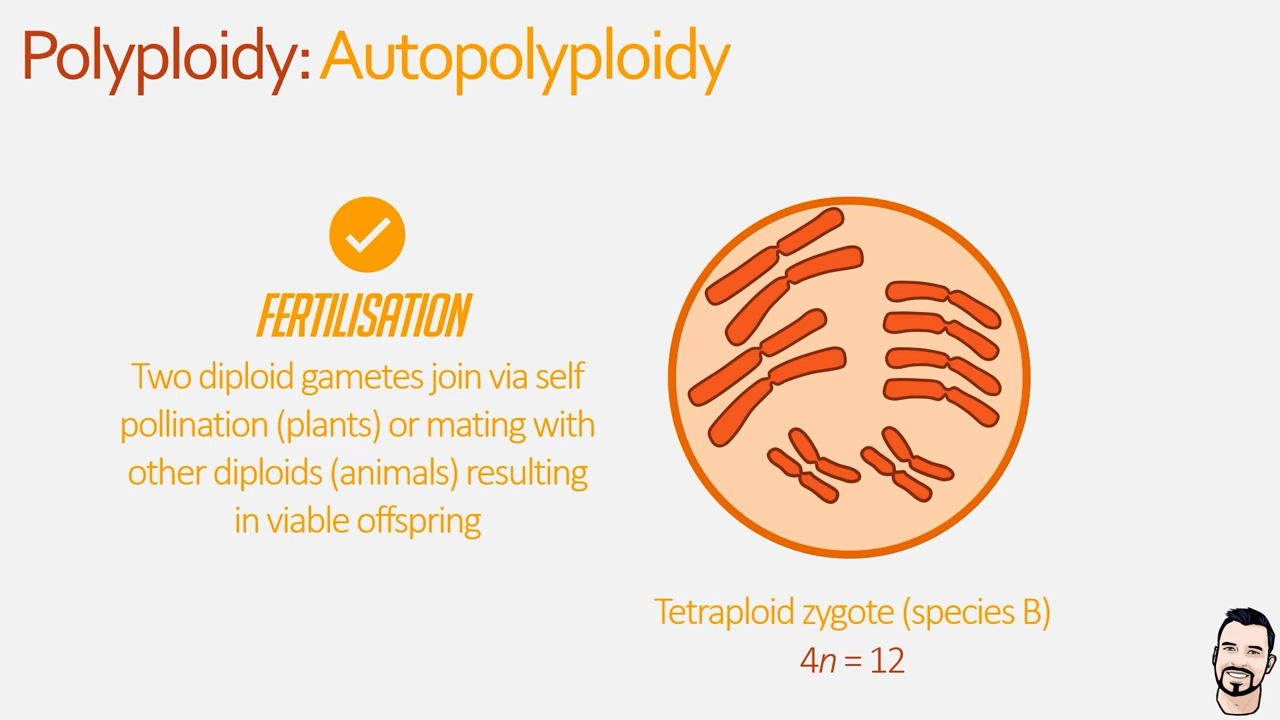 Polyploidy: Autopolyploidy
FERTILISATION
Two diploid gametes join via self
pollination (plants) or mating with
other diploids (animals) resulting
in viable offspring
Tetraploid zygote (species B)
4n = 12